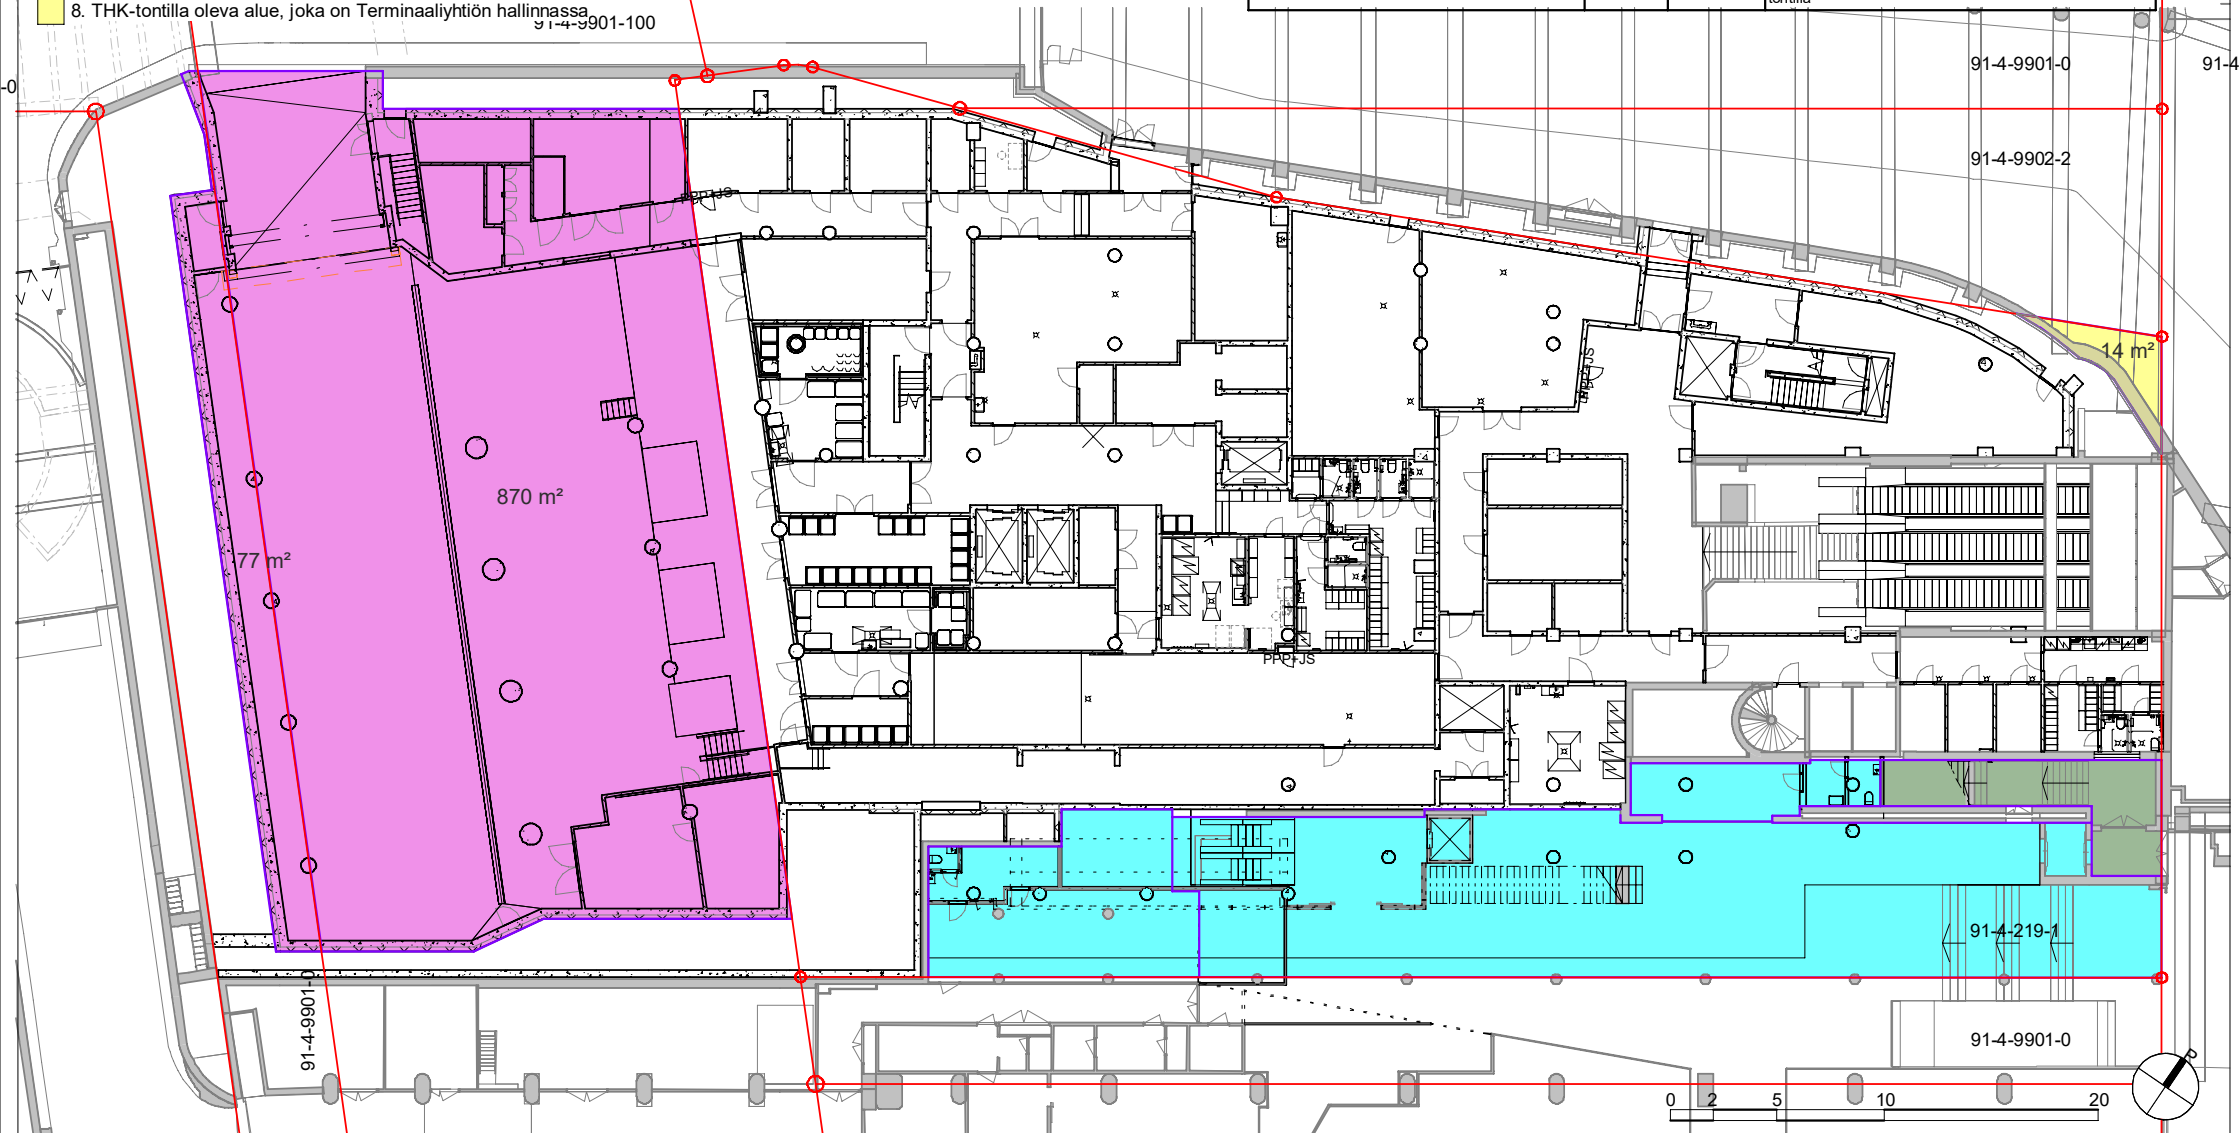 8. THK-tontilla oleva alue, joka on Terminaaliyhtiön hallinnassa
91-4-9901-100
91-4-9901-0
91-4
-0
91-4-9902-2
PPP+JS
PPP+JS
14 m²
870 m²
77 m²
PPP+JS
91-4-219-1
91-4-9901-0
91-4-9901-0
0 2 5 10 20